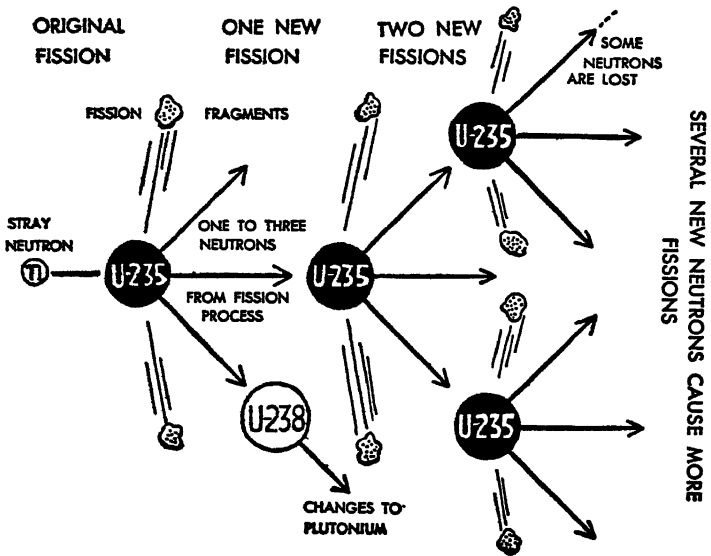 ORIGINAL
FISSION
ONE NEW
FISSION
TWO NEW
FISSIONS
SOME
NEUTRONS
ARE LOST
FISSION
FRAGMENTS
U-235
STRAY
NEUTRON
ONE TO THREE
NEUTRONS
U-235
U-235
FROM FISSION
PROCESS
U-238
U-235
CHANGES TO
PLUTONIUM
SEVERAL NEW NEUTRONS CAUSE MORE
FISSIONS